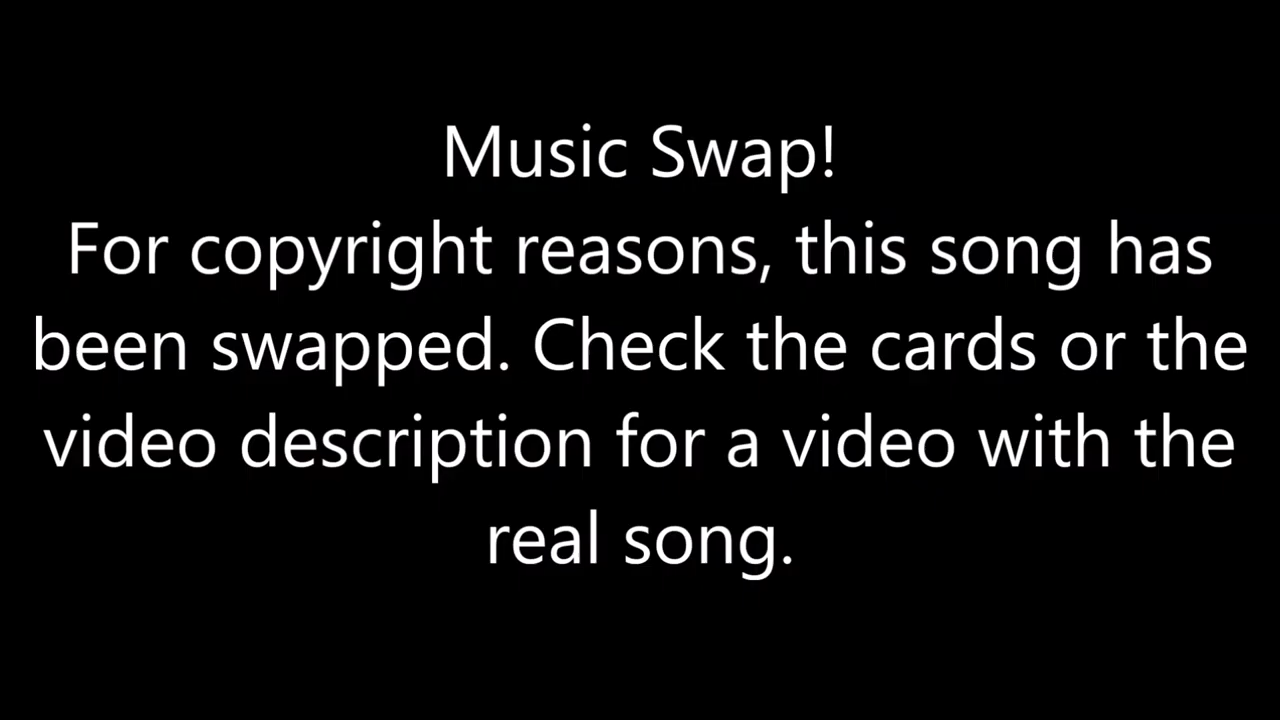 Music Swap!
For copyright reasons, this song has
been swapped. Check the cards or the
video description for a video with the
real song.